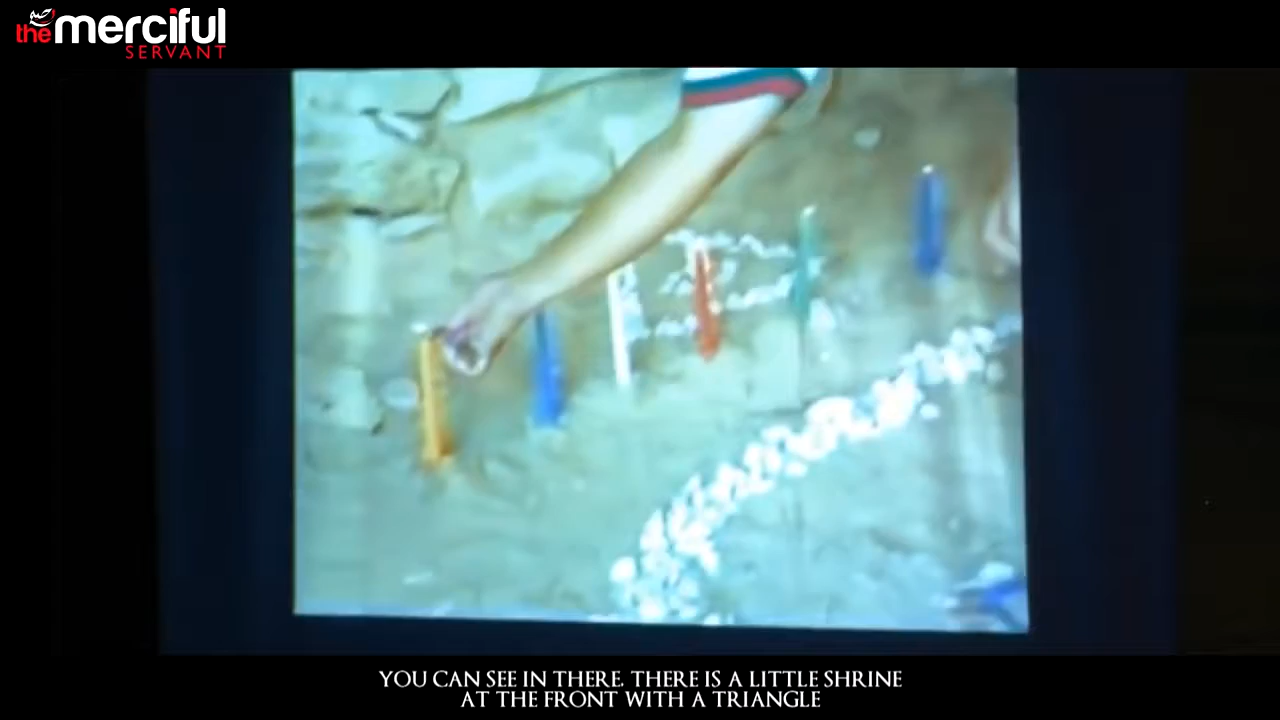 the merciful
SERVANT
YOU CAN SEE IN THERE. THERE IS A LITTLE SHRINE
AT THE FRONT WITH A TRIANGLE